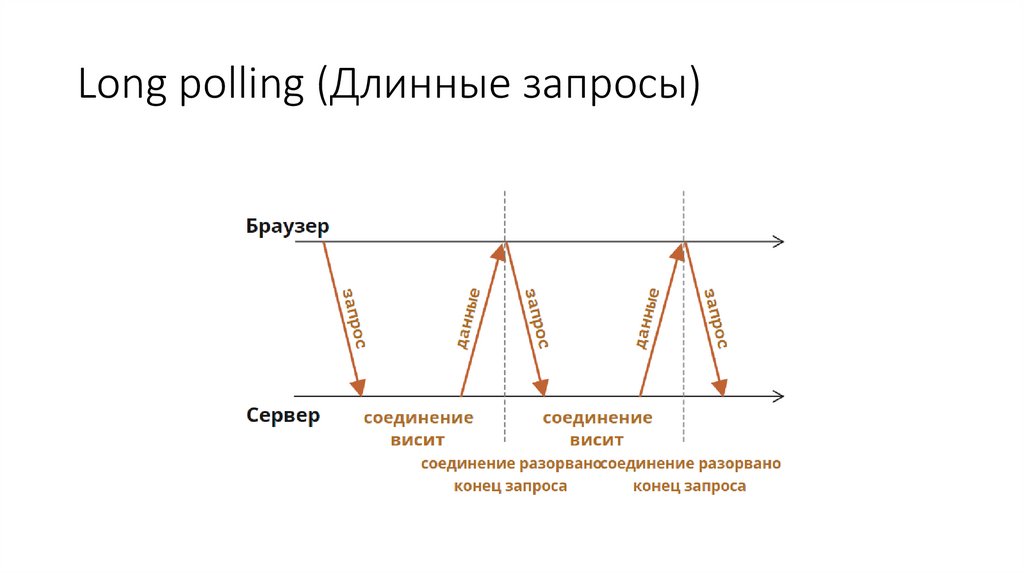 Long polling (Длинные запросы)
Браузер
запрос
данные
запрос
данные
запрос
Сервер
соединение
висит
соединение
висит
соединение разорвано
конец запроса
соединение разорвано
конец запроса